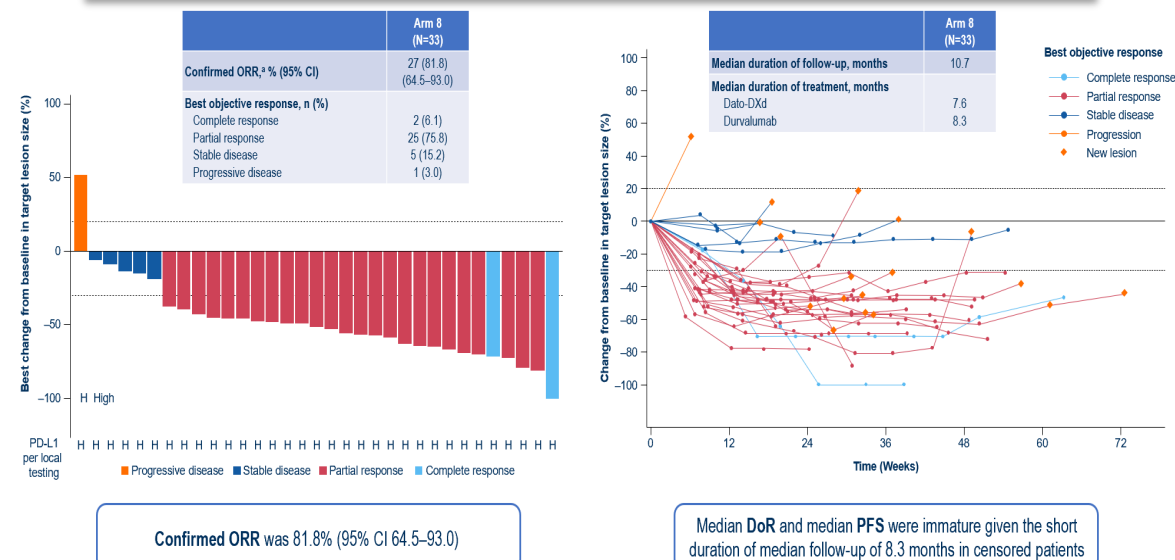 Arm 8
(N=33)
Confirmed ORR,ª % (95% CI)
27 (81.8)
(64.5–93.0)
Best objective response, n (%)
Complete response 2 (6.1)
Partial response 25 (75.8)
Stable disease 5 (15.2)
Progressive disease 1 (3.0)
Best change from baseline in target lesion size (%)
100
50
0
–50
–100
H High
PD-L1
per local
testing
H H H H H H H H H H H H H H H H H H H H H H H H H H H H H H H H H
Progressive disease Stable disease Partial response Complete response
Confirmed ORR was 81.8% (95% CI 64.5–93.0)
Arm 8
(N=33)
Median duration of follow-up, months 10.7
Median duration of treatment, months
Dato-DXd 7.6
Durvalumab 8.3
Best objective response
Complete response
Partial response
Stable disease
Progression
New lesion
Change from baseline in target lesion size (%)
100
80
60
40
20
0
–20
–40
–60
–80
–100
0 12 24 36 48 60 72
Time (Weeks)
Median DoR and median PFS were immature given the short
duration of median follow-up of 8.3 months in censored patients